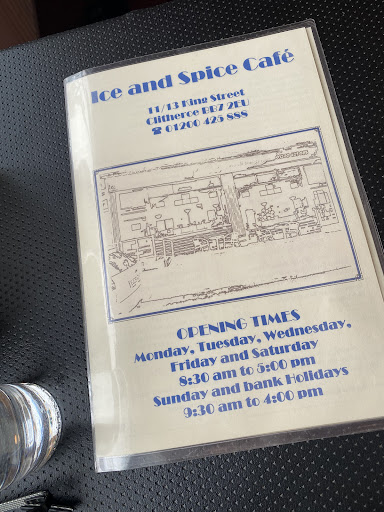 Ice and Spice Café
11/13 King Street
Clitheroe BB7 2EU
☎ 01200 425 888
OPENING TIMES
Monday, Tuesday, Wednesday,
Friday and Saturday
8:30 am to 5:00 pm
Sunday and bank Holidays
9:30 am to 4:00 pm